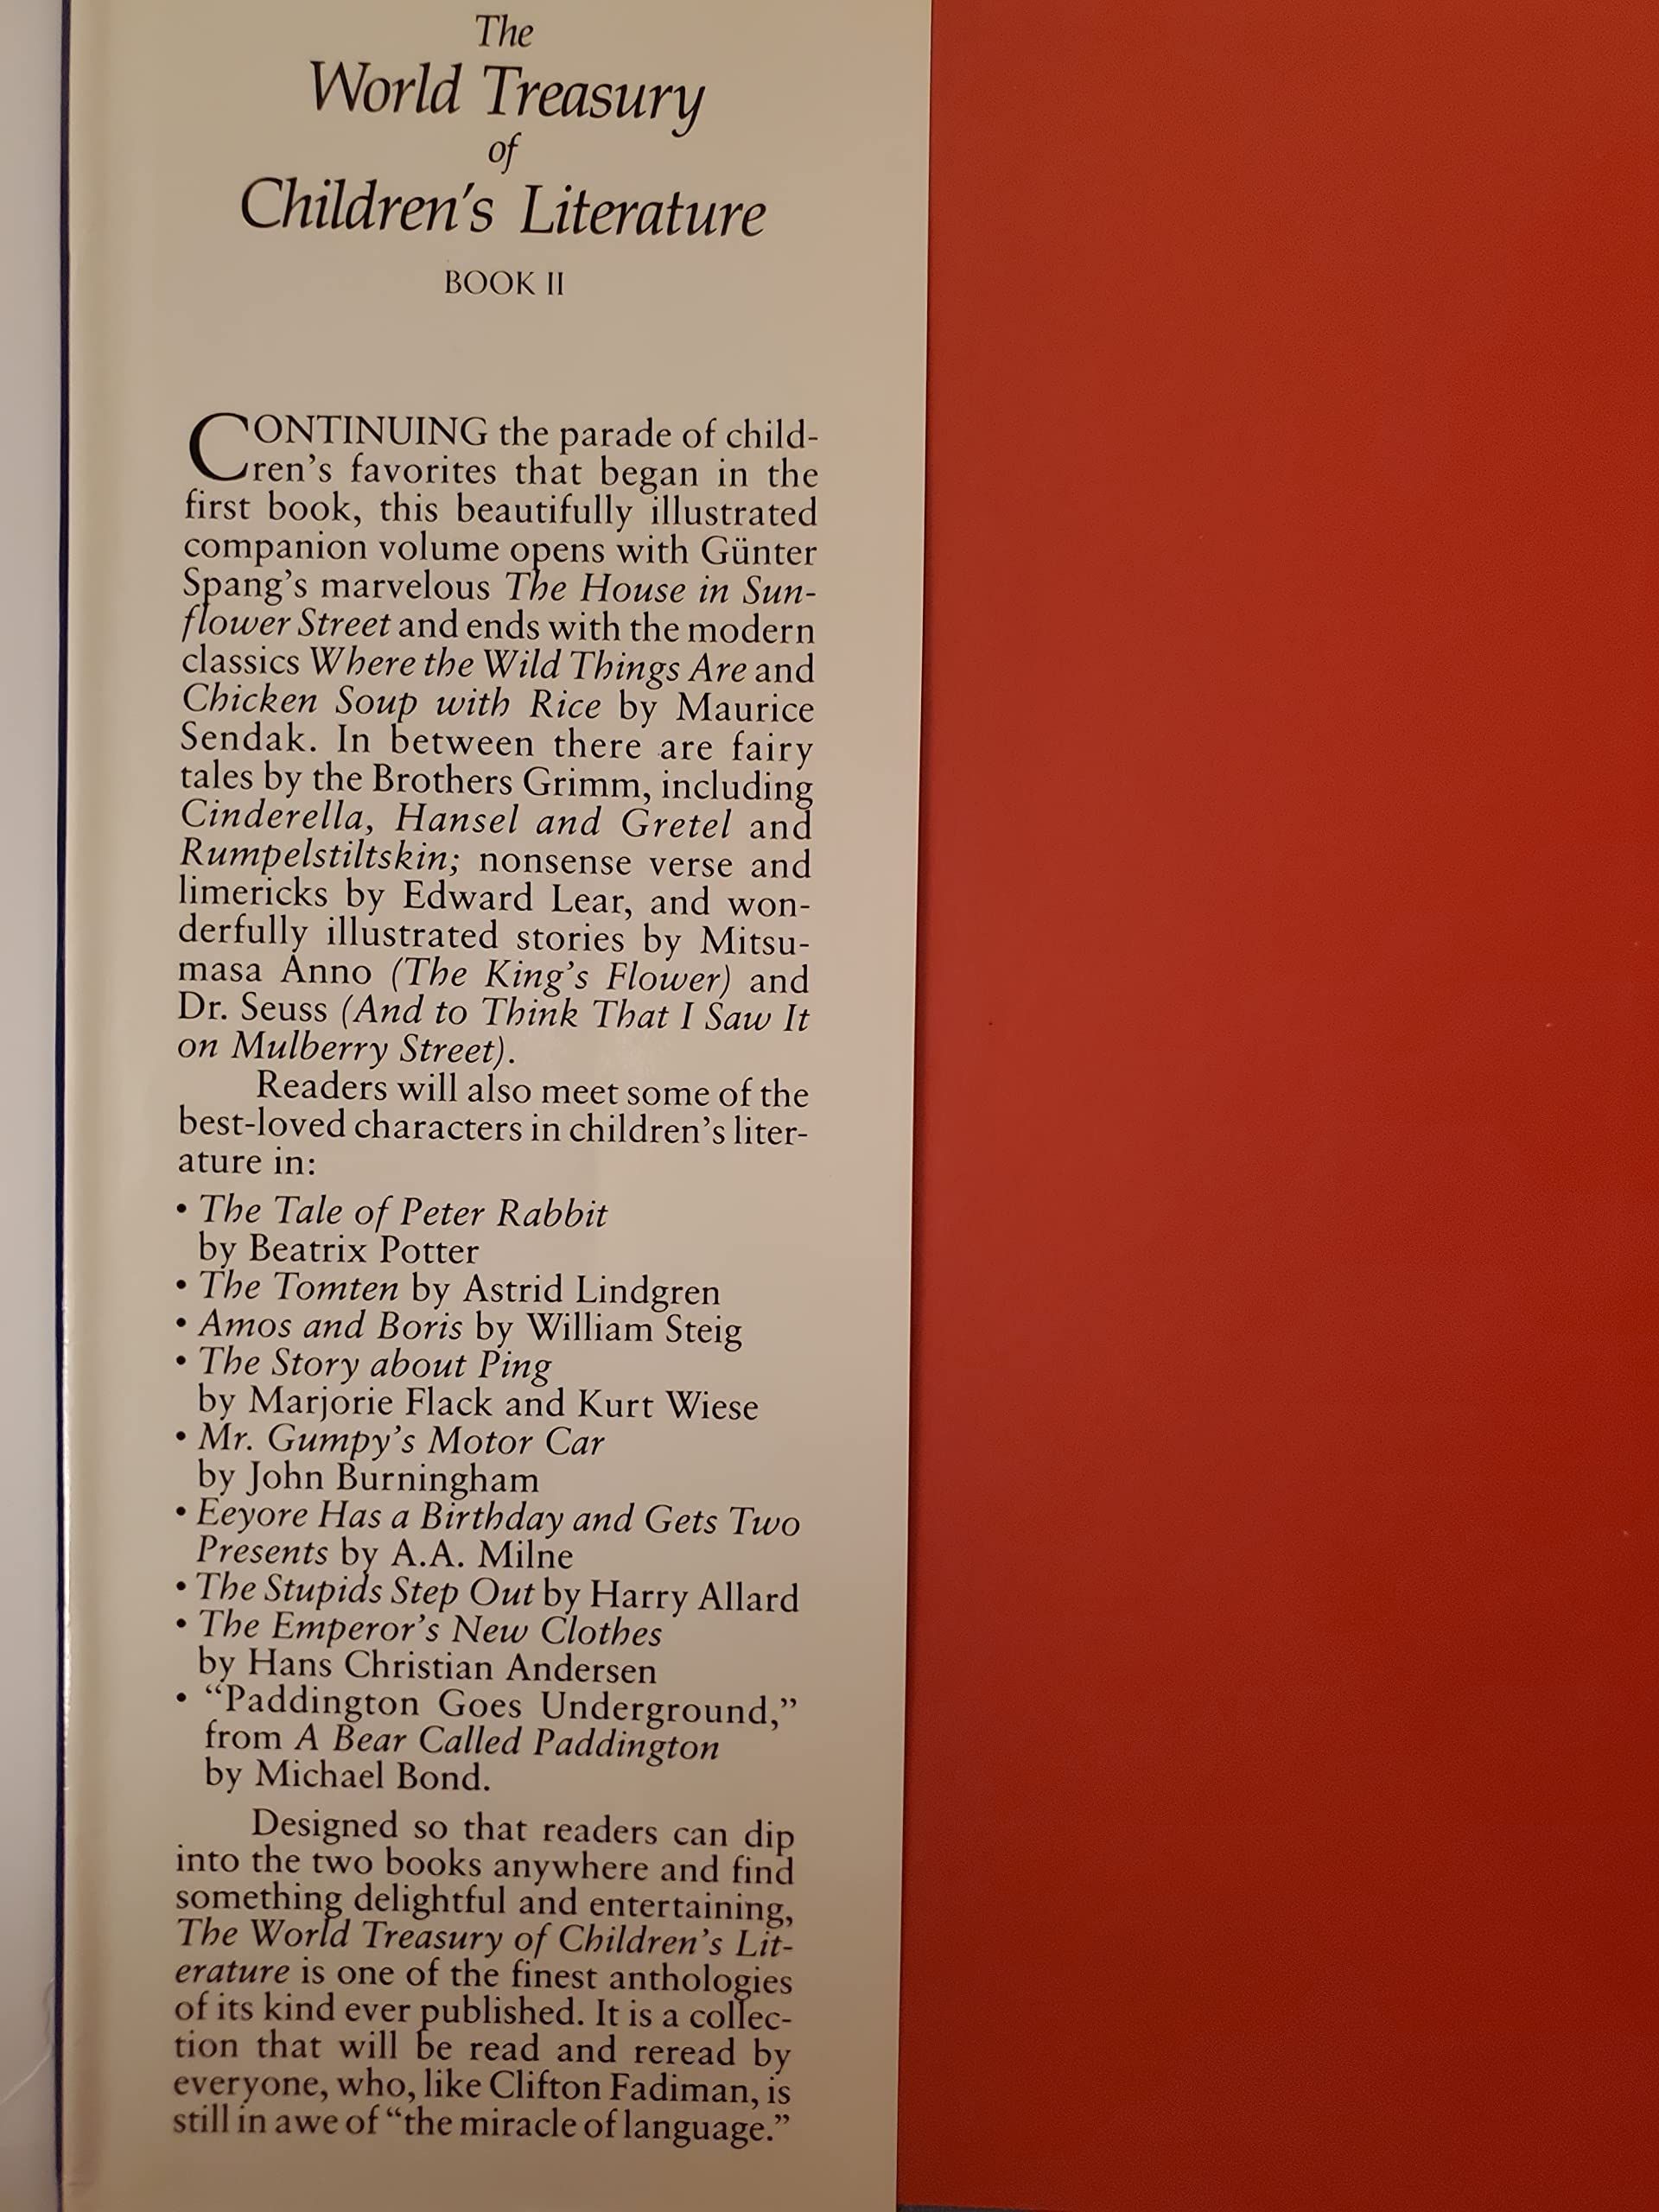 The
World Treasury
of
Children's Literature
BOOK II
CONTINUING the parade of child-
ren's favorites that began in the
first book, this beautifully illustrated
companion volume opens with Günter
Spang's marvelous The House in Sun-
flower Street and ends with the modern
classics Where the Wild Things Are and
Chicken Soup with Rice by Maurice
Sendak. In between there are fairy
tales by the Brothers Grimm, including
Cinderella, Hansel and Gretel and
Rumpelstiltskin; nonsense verse and
limericks by Edward Lear, and won-
derfully illustrated stories by Mitsu-
masa Anno (The King's Flower) and
Dr. Seuss (And to Think That I Saw It
on Mulberry Street).
Readers will also meet some of the
best-loved characters in children's liter-
ature in:
• The Tale of Peter Rabbit
by Beatrix Potter
• The Tomten by Astrid Lindgren
• Amos and Boris by William Steig
• The Story about Ping
by Marjorie Flack and Kurt Wiese
• Mr. Gumpy's Motor Car
by John Burningham
• Eeyore Has a Birthday and Gets Two
Presents by A.A. Milne
• The Stupids Step Out by Harry Allard
• The Emperor's New Clothes
by Hans Christian Andersen
• “Paddington Goes Underground,”
from A Bear Called Paddington
by Michael Bond.
Designed so that readers can dip
into the two books anywhere and find
something delightful and entertaining,
The World Treasury of Children's Lit-
erature is one of the finest anthologies
of its kind ever published. It is a collec-
tion that will be read and reread by
everyone, who, like Clifton Fadiman, is
still in awe of “the miracle of language.”